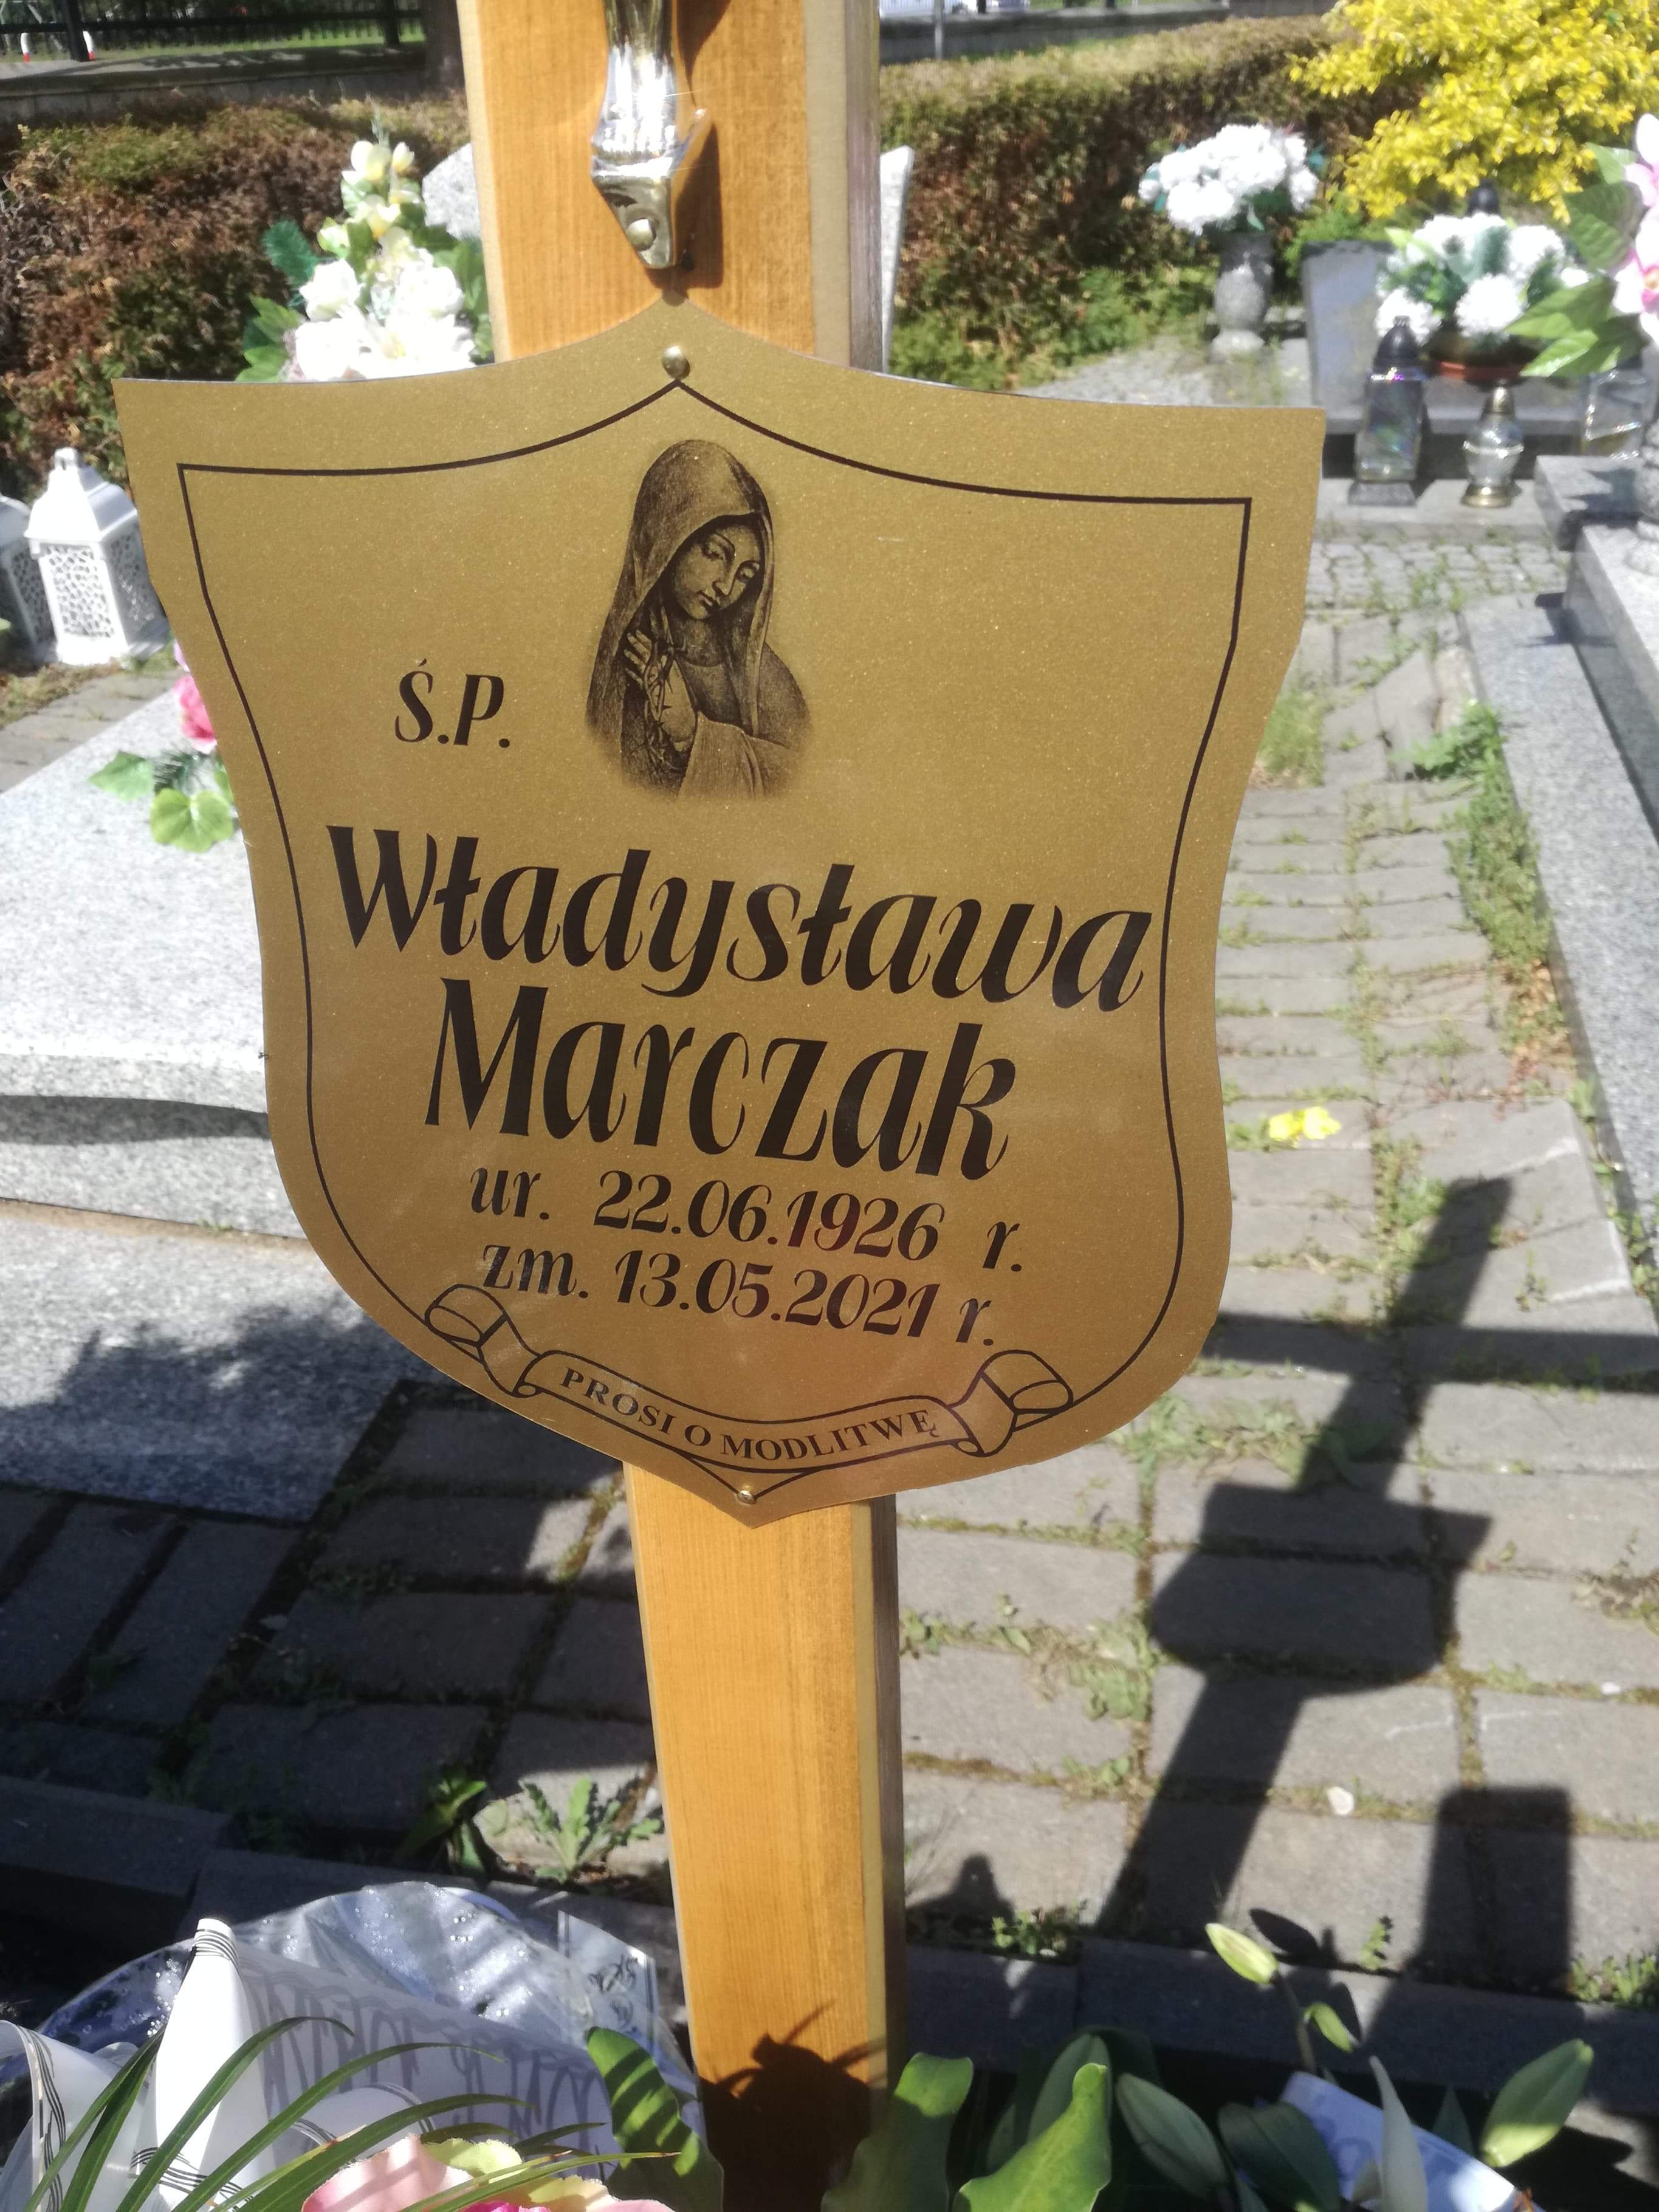 Ś.P.
Władysława
Marczak
ur. 22.06.1926 r.
zm. 13.05.2021 r.
PROSI O MODLITWĘ